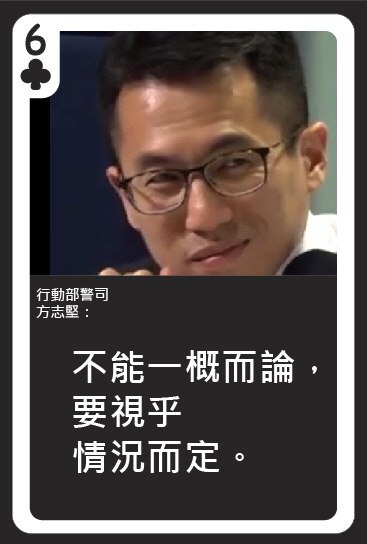 6
行動部警司
方志堅：
不能一概而論，
要視乎
情況而定。